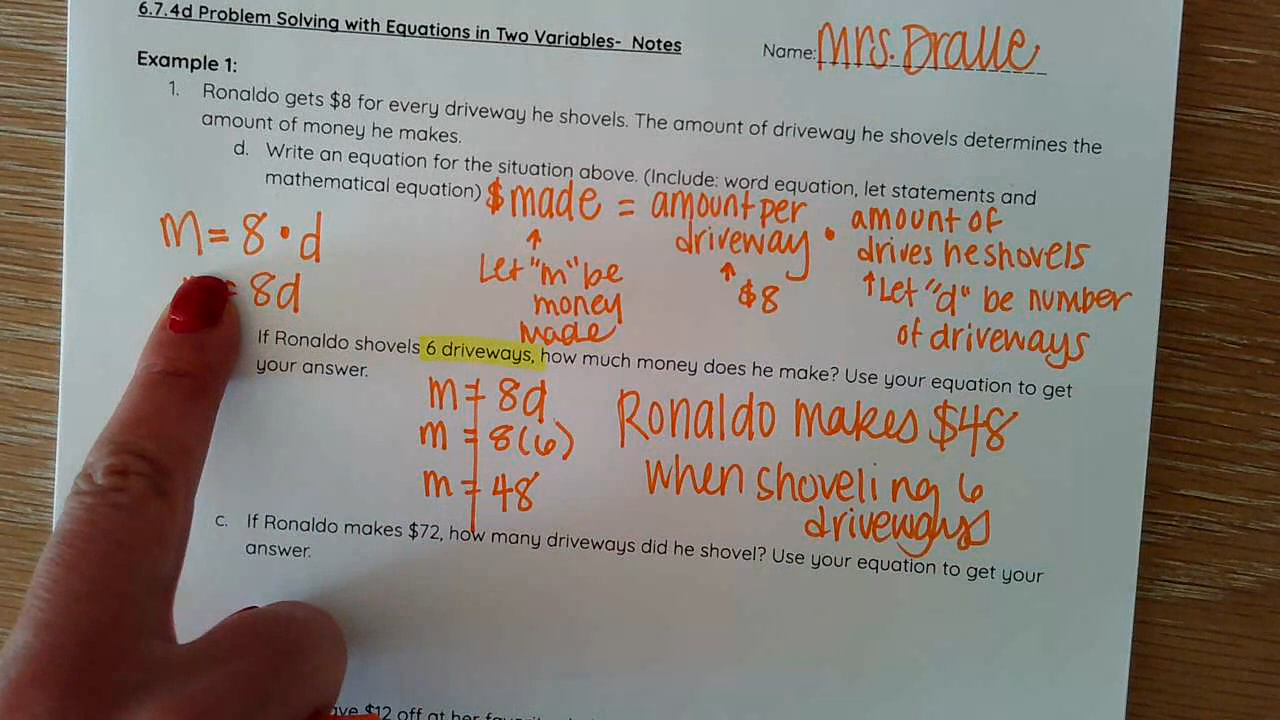 6.7.4d Problem Solving with Equations in Two Variables- Notes
Name: Mrs. Dralle
Example 1:
1. Ronaldo gets $8 for every driveway he shovels. The amount of driveway he shovels determines the
amount of money he makes.
d. Write an equation for the situation above. (Include: word equation, let statements and
mathematical equation)
$ made = amount per driveway • amount of drives he shovels
↑ Let "m" be money made
↑ $8
↑ Let "d" be number of driveways
m = 8 • d
= 8d
If Ronaldo shovels 6 driveways, how much money does he make? Use your equation to get
your answer.
m = 8d
m = 8(6)
m = 48
Ronaldo makes $48
when shoveling 6
driveways
c. If Ronaldo makes $72, how many driveways did he shovel? Use your equation to get your
answer.
$12 off at her